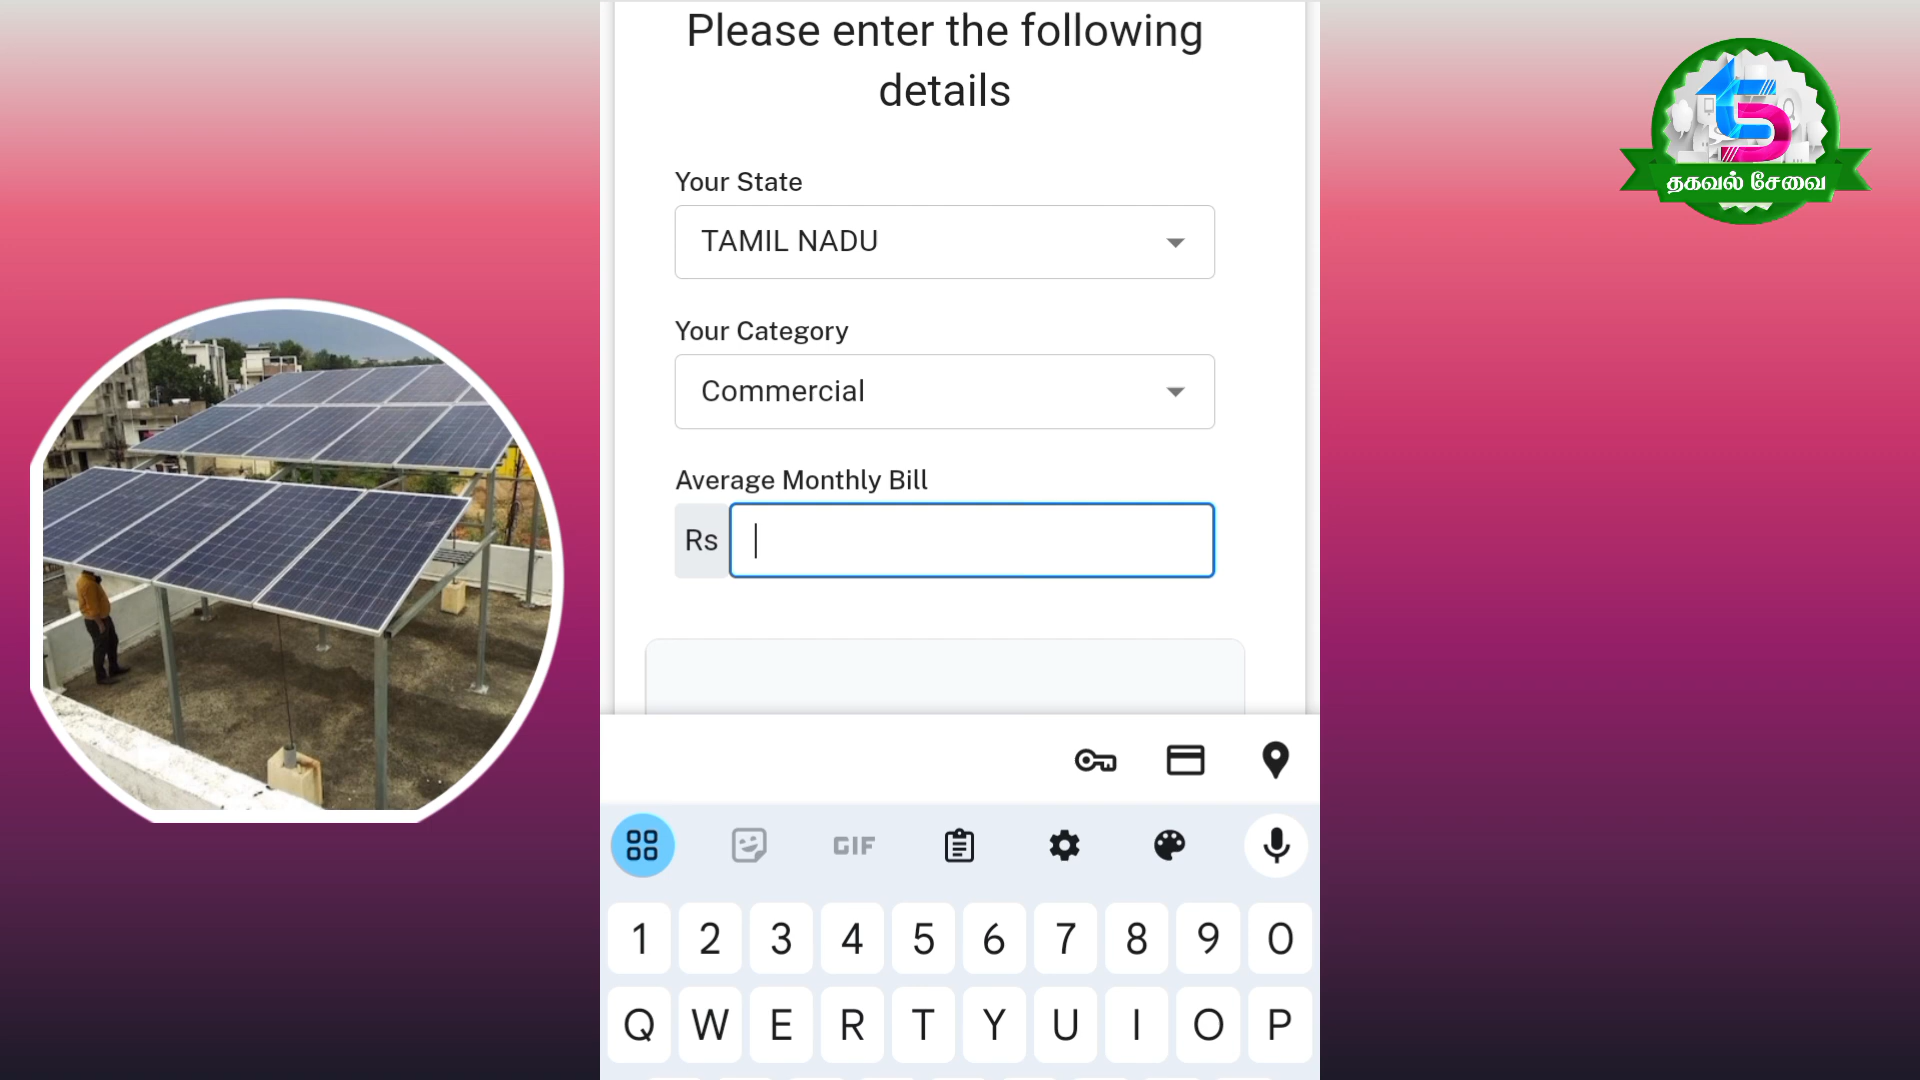 Please enter the following
details
Your State
TAMIL NADU
Your Category
Commercial
Average Monthly Bill
Rs
GIF
1 2 3 4 5 6 7 8 9 0
Q W E R T Y U I O P
தகவல் சேவை